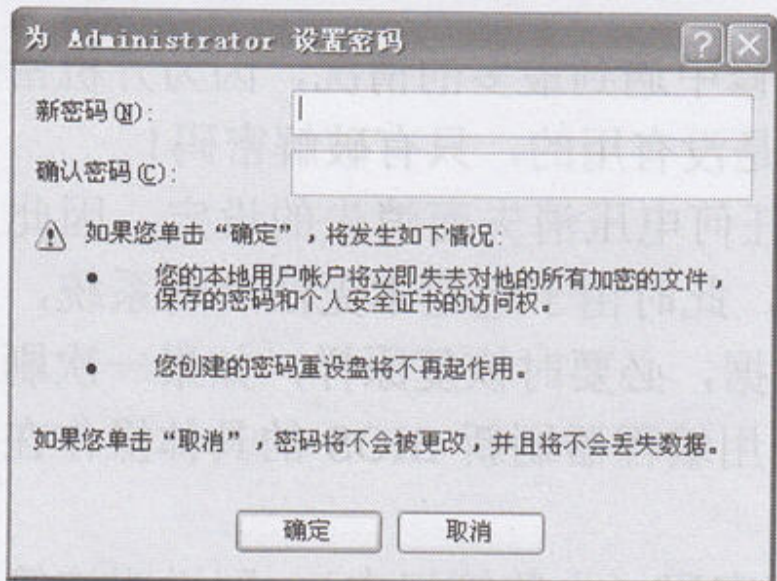 为 Administrator 设置密码
新密码(N):
确认密码(C):
如果您单击“确定”,将发生如下情况:
• 您的本地用户帐户将立即失去对他的所有加密的文件,
保存的密码和个人安全证书的访问权。
• 您创建的密码重设盘将不再起作用。
如果您单击“取消”,密码将不会被更改,并且将不会丢失数据。
确定
取消